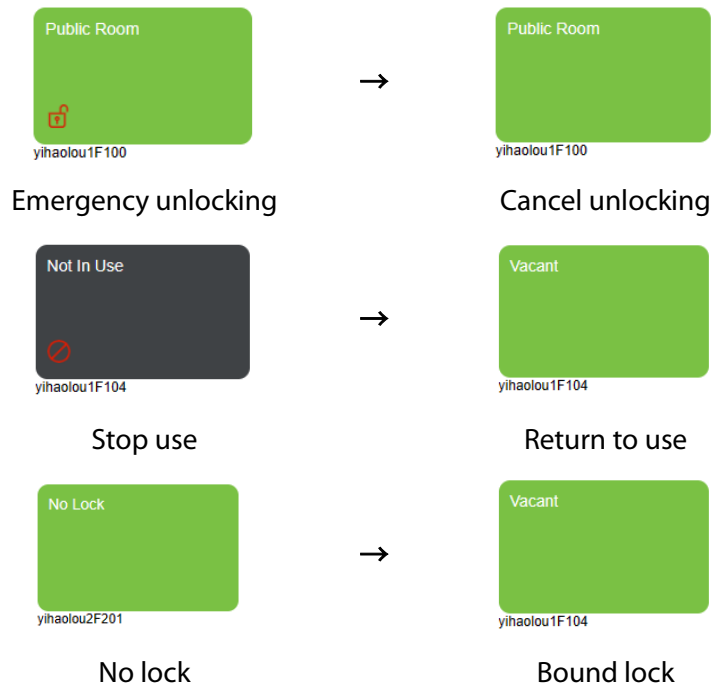 Public Room
Public Room
→
yihaolou1F100
yihaolou1F100
Emergency unlocking
Cancel unlocking
Not In Use
Vacant
→
yihaolou1F104
yihaolou1F104
Stop use
Return to use
No Lock
Vacant
→
yihaolou2F201
yihaolou1F104
No lock
Bound lock